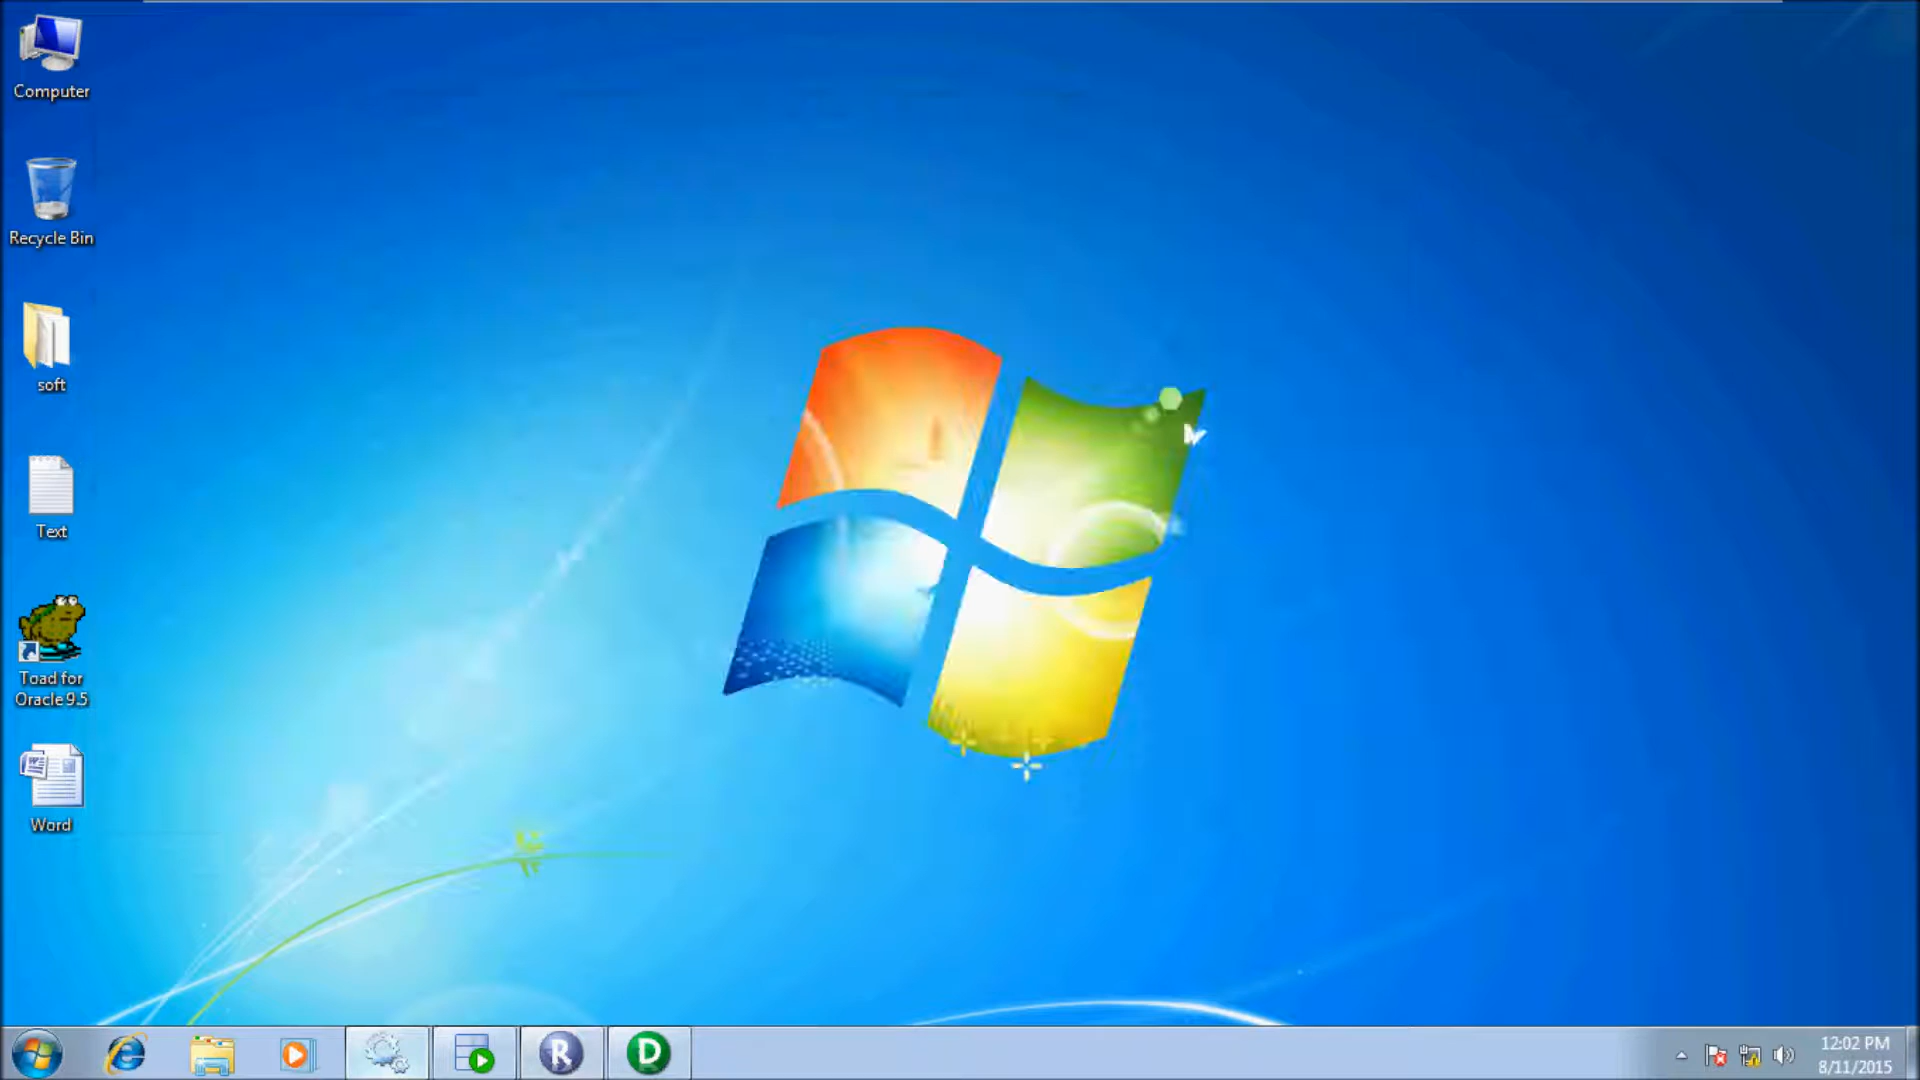 Computer
Recycle Bin
soft
Text
Toad for
Oracle 9.5
Word
R
D
12:02 PM
8/11/2015